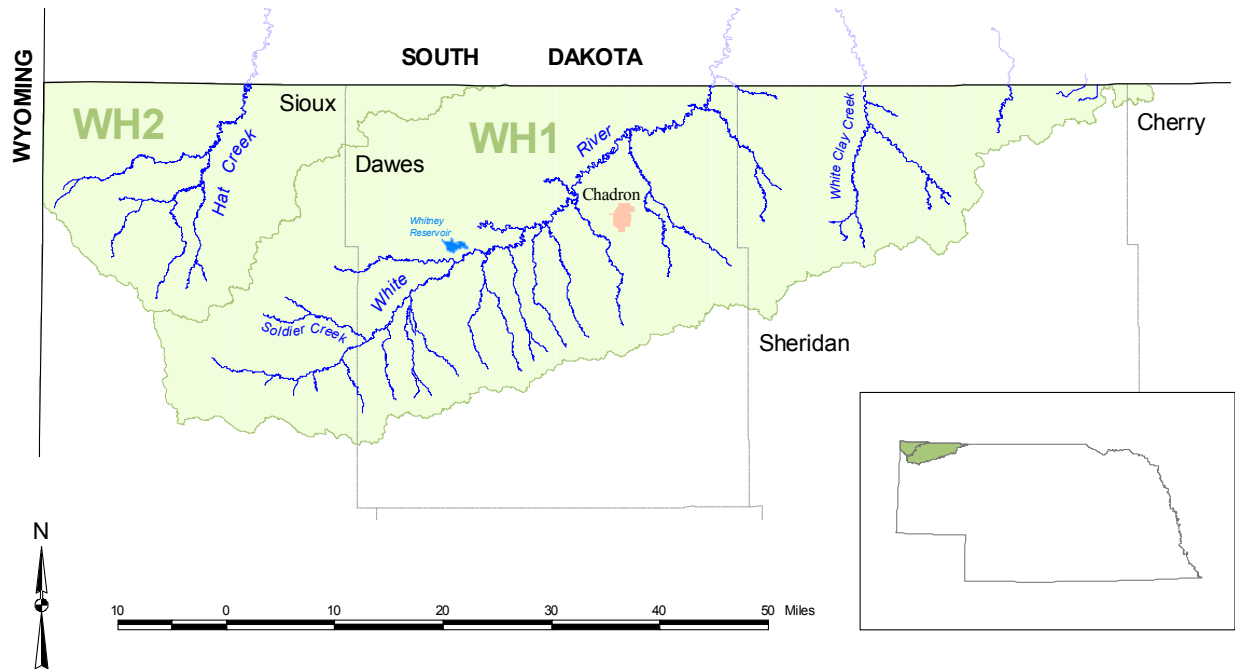 SOUTH DAKOTA
WYOMING
Sioux
WH2
WH1
Cherry
Hat Creek
Dawes
River
White Clay Creek
Chadron
Whitney
Reservoir
White
Soldier Creek
Sheridan
N
10 0 10 20 30 40 50 Miles